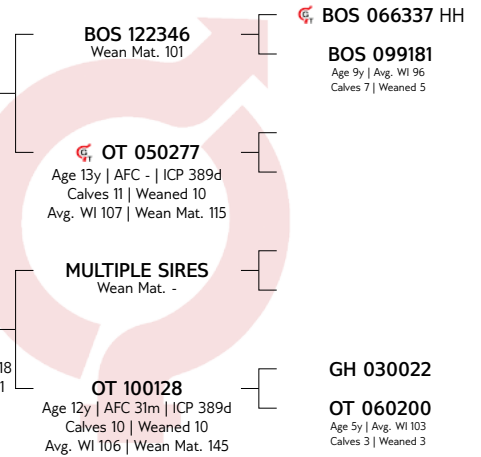 BOS 066337 HH
BOS 122346
Wean Mat. 101
BOS 099181
Age 9y | Avg. WI 96
Calves 7 | Weaned 5
OT 050277
Age 13y | AFC - | ICP 389d
Calves 11 | Weaned 10
Avg. WI 107 | Wean Mat. 115
MULTIPLE SIRES
Wean Mat. -
GH 030022
18
1
OT 100128
Age 12y | AFC 31m | ICP 389d
Calves 10 | Weaned 10
Avg. WI 106 | Wean Mat. 145
OT 060200
Age 5y | Avg. WI 103
Calves 3 | Weaned 3